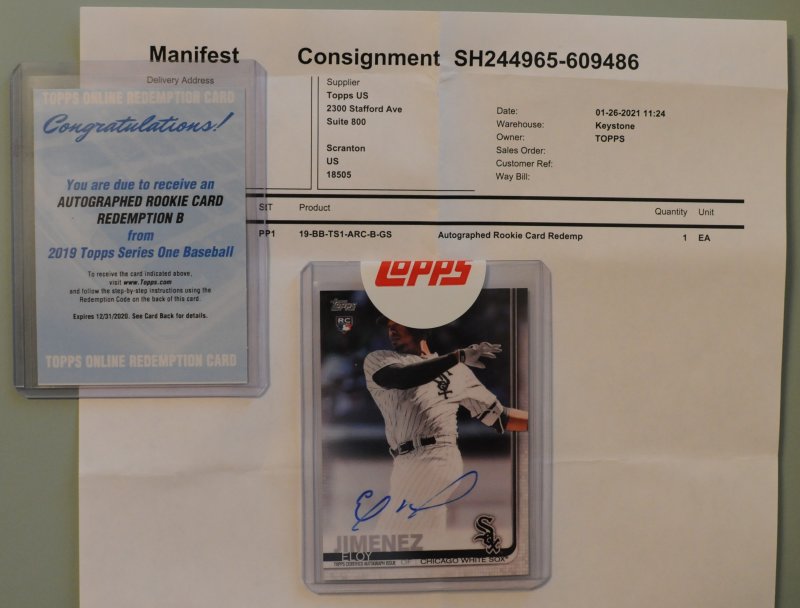 Manifest Consignment SH244965-609486
Delivery Address
Supplier
Topps US
2300 Stafford Ave
Suite 800
Scranton
US
18505
Date: 01-26-2021 11:24
Warehouse: Keystone
Owner: TOPPS
Sales Order:
Customer Ref:
Way Bill:
StT Product Quantity Unit
PP1 19-BB-TS1-ARC-B-GS Autographed Rookie Card Redemp 1 EA
TOPPS ONLINE REDEMPTION CARD
Congratulations!
You are due to receive an
AUTOGRAPHED ROOKIE CARD
REDEMPTION B
from
2019 Topps Series One Baseball
To receive the card indicated above,
visit www.Topps.com
and follow the step-by-step instructions using the
Redemption Code on the back of this card.
Expires 12/31/2020. See Card Back for details.
TOPPS ONLINE REDEMPTION CARD
TOPPS
Topps
RC
SOX
JIMENEZ
ELOY
TOPPS CERTIFIED AUTOGRAPH ISSUE
CHICAGO WHITE SOX